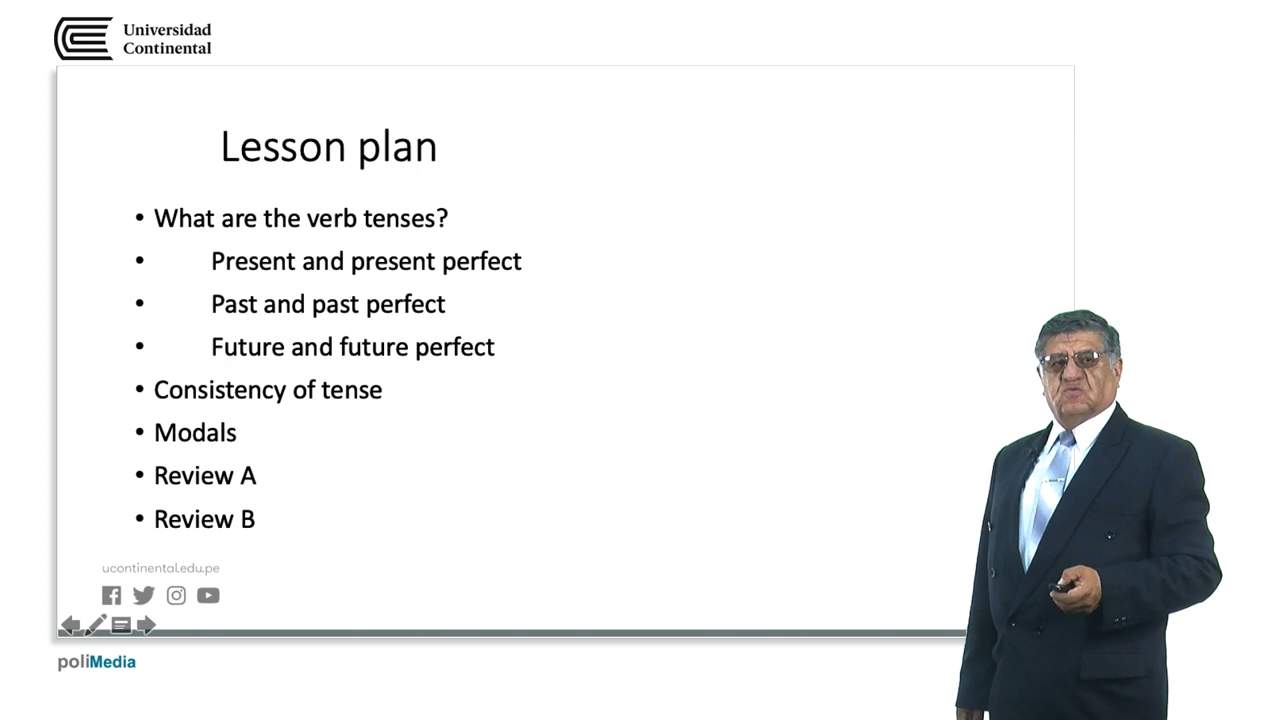 Universidad
Continental
Lesson plan
• What are the verb tenses?
• Present and present perfect
• Past and past perfect
• Future and future perfect
• Consistency of tense
• Modals
• Review A
• Review B
ucontinental.edu.pe
poliMedia